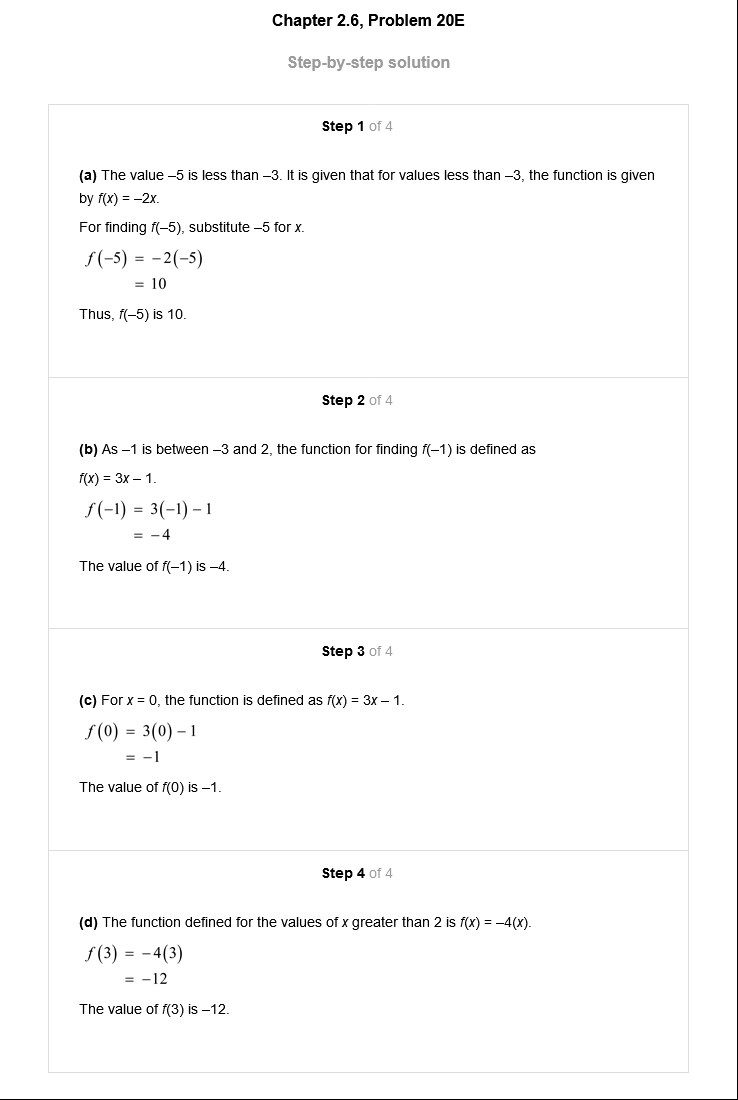 Chapter 2.6, Problem 20E
Step-by-step solution
Step 1 of 4
(a) The value –5 is less than –3. It is given that for values less than –3, the function is given
by f(x) = –2x.
For finding f(–5), substitute –5 for x.
f(−5) = −2(−5)
= 10
Thus, f(–5) is 10.
Step 2 of 4
(b) As –1 is between –3 and 2, the function for finding f(–1) is defined as
f(x) = 3x – 1.
f(−1) = 3(−1) − 1
= −4
The value of f(–1) is –4.
Step 3 of 4
(c) For x = 0, the function is defined as f(x) = 3x – 1.
f(0) = 3(0) − 1
= −1
The value of f(0) is –1.
Step 4 of 4
(d) The function defined for the values of x greater than 2 is f(x) = –4(x).
f(3) = −4(3)
= −12
The value of f(3) is –12.